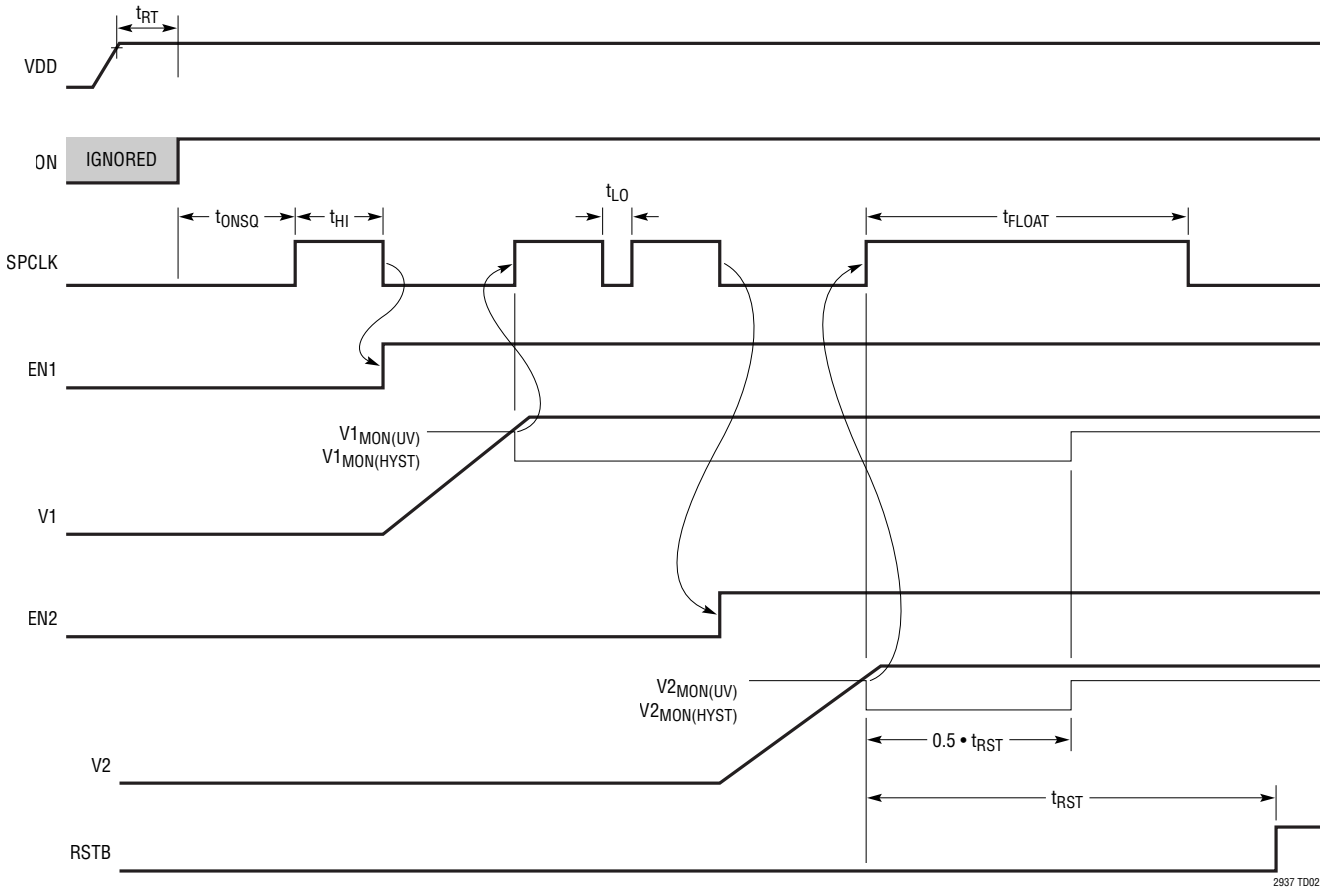 tRT
VDD
ON
IGNORED
tONSQ
tHI
tLO
tFLOAT
SPCLK
EN1
V1MON(UV)
V1MON(HYST)
V1
EN2
V2MON(UV)
V2MON(HYST)
0.5 • tRST
V2
tRST
RSTB
2937 TD02